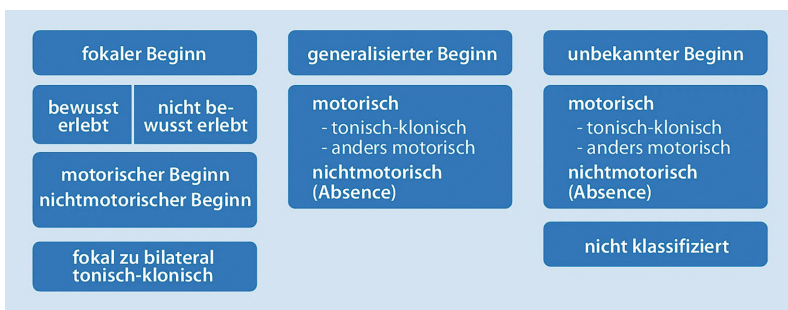 fokaler Beginn
bewusst
erlebt
nicht be-
wusst erlebt
motorischer Beginn
nichtmotorischer Beginn
fokal zu bilateral
tonisch-klonisch
generalisierter Beginn
motorisch
- tonisch-klonisch
- anders motorisch
nichtmotorisch
(Absence)
unbekannter Beginn
motorisch
- tonisch-klonisch
- anders motorisch
nichtmotorisch
(Absence)
nicht klassifiziert